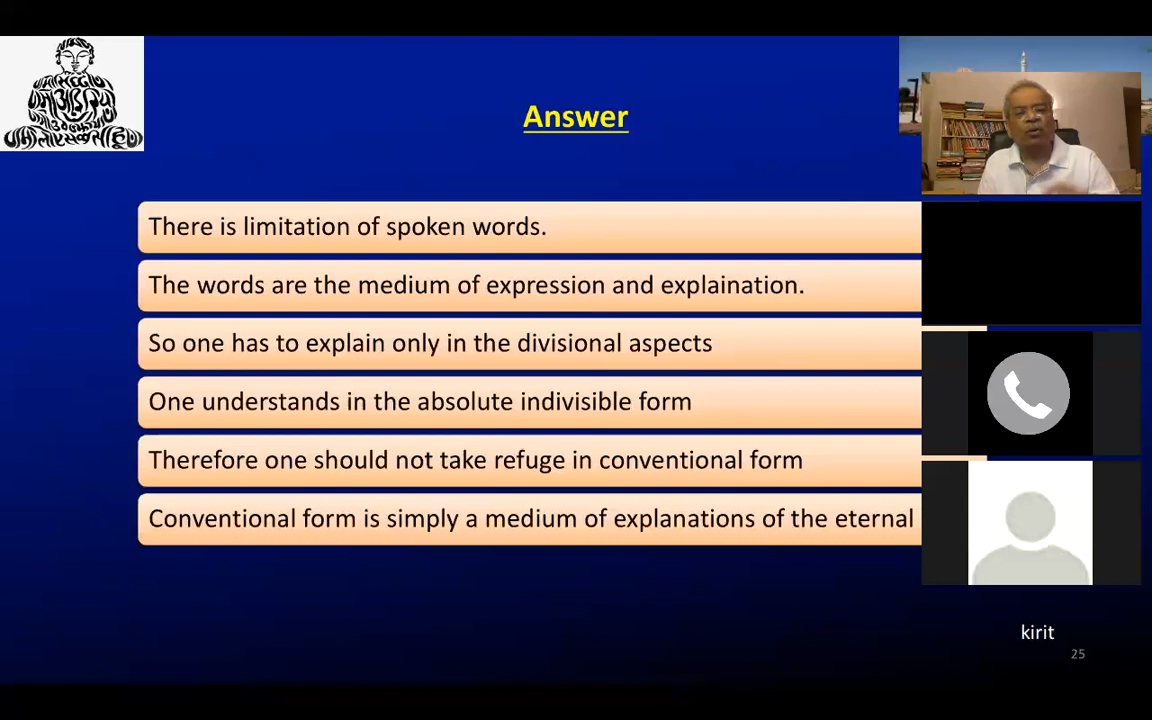 Answer
There is limitation of spoken words.
The words are the medium of expression and explaination.
So one has to explain only in the divisional aspects
One understands in the absolute indivisible form
Therefore one should not take refuge in conventional form
Conventional form is simply a medium of explanations of the eternal
kirit
25